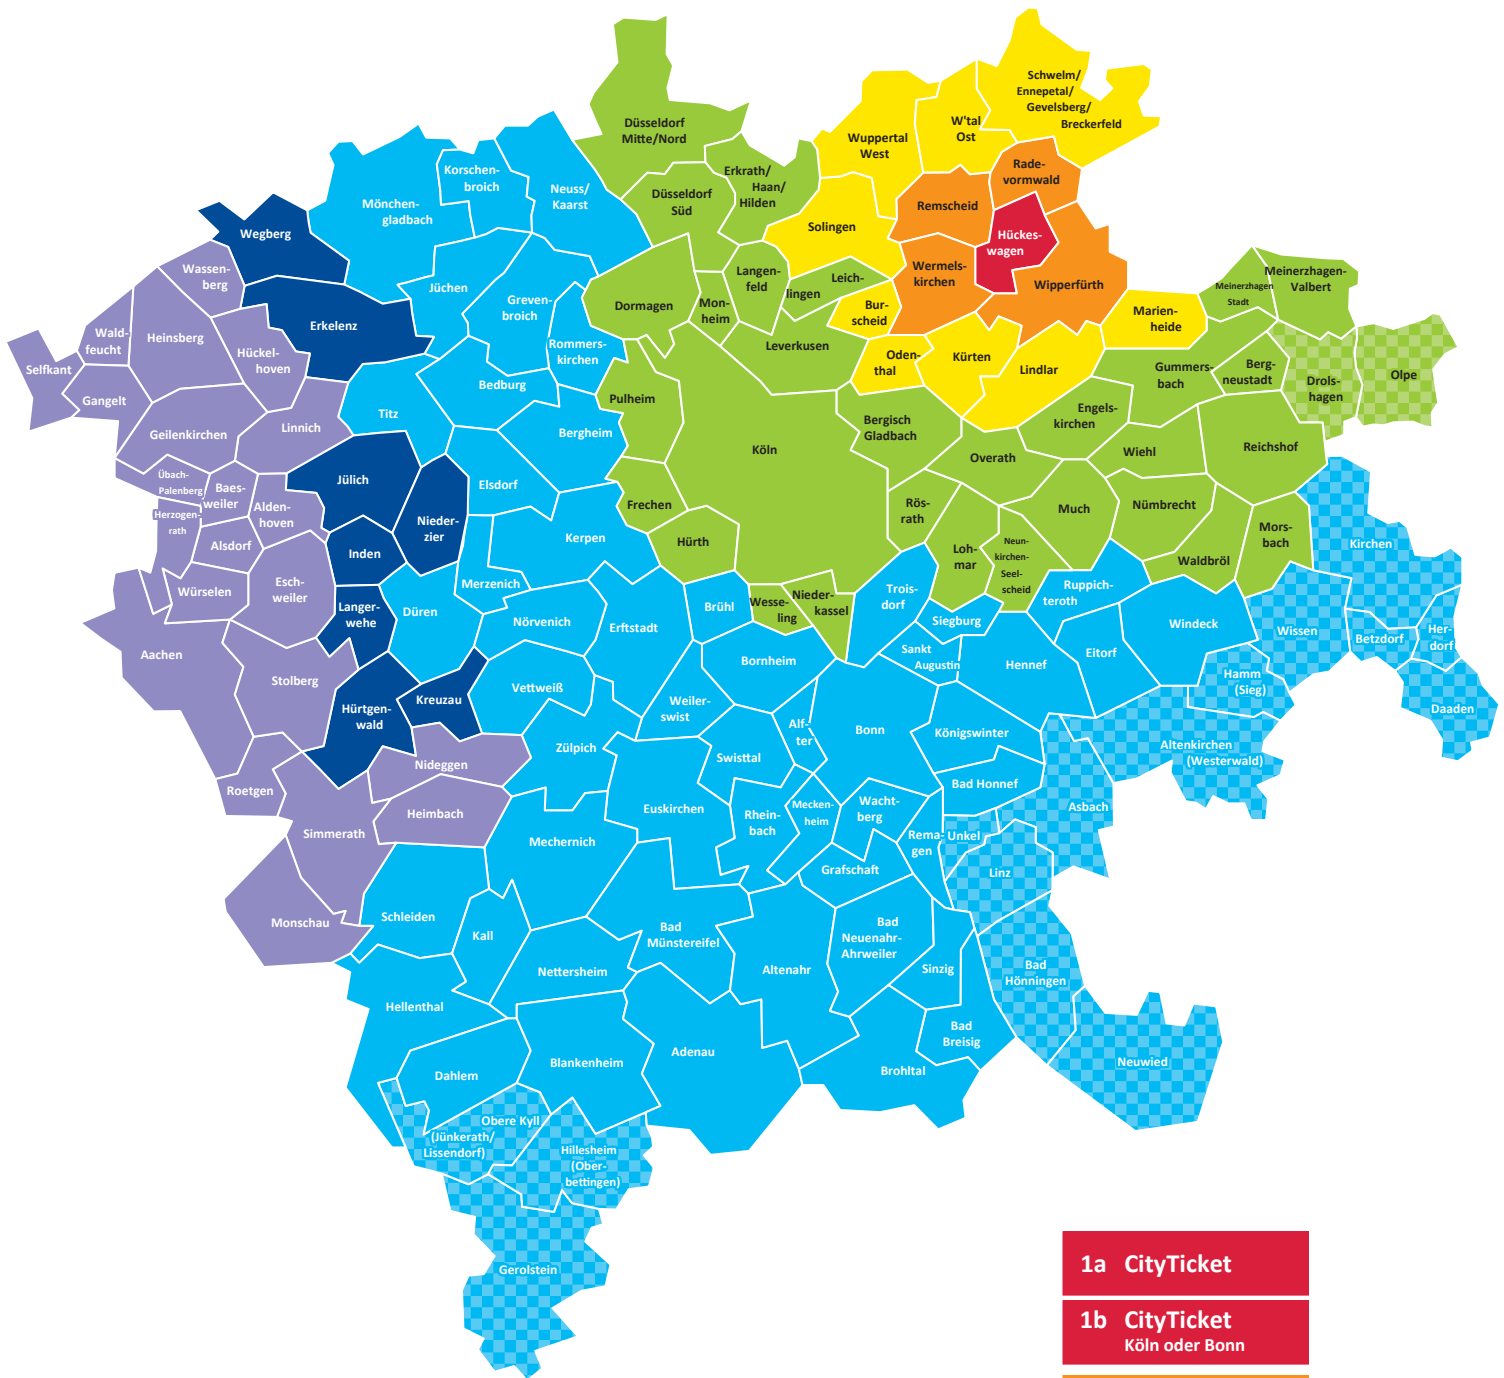 Schwelm/
Ennepetal/
Gevelsberg/
Breckerfeld
Düsseldorf
Mitte/Nord
Wuppertal
West
W'tal
Ost
Korschen-
broich
Neuss/
Kaarst
Erkrath/
Haan/
Hilden
Rade-
vormwald
Düsseldorf
Süd
Mönchen-
gladbach
Remscheid
Solingen
Wegberg
Hückes-
wagen
Wassen-
berg
Jüchen
Langen-
feld
Leich-
lingen
Wermels-
kirchen
Wipperfürth
Meinerzhagen-
Valbert
Meinerzhagen
Stadt
Greven-
broich
Dormagen
Mon-
heim
Bur-
scheid
Marien-
heide
Erkelenz
Wald-
feucht
Heinsberg
Hückel-
hoven
Rommers-
kirchen
Leverkusen
Oden-
thal
Kürten
Lindlar
Gummers-
bach
Berg-
neustadt
Drols-
hagen
Olpe
Selfkant
Gangelt
Bedburg
Pulheim
Titz
Linnich
Geilenkirchen
Bergheim
Köln
Bergisch
Gladbach
Engels-
kirchen
Overath
Wiehl
Reichshof
Übach-
Palenberg
Baes-
weiler
Jülich
Elsdorf
Alden-
hoven
Herzogen-
rath
Frechen
Rös-
rath
Much
Nümbrecht
Nieder-
zier
Mors-
bach
Alsdorf
Inden
Kerpen
Hürth
Loh-
mar
Neun-
kirchen-
Seel-
scheid
Waldbröl
Kirchen
Würselen
Esch-
weiler
Merzenich
Langer-
wehe
Düren
Nörvenich
Erftstadt
Brühl
Wesse-
ling
Nieder-
kassel
Trois-
dorf
Siegburg
Ruppich-
teroth
Windeck
Wissen
Betzdorf
Her-
dorf
Aachen
Stolberg
Bornheim
Sankt
Augustin
Hennef
Eitorf
Hamm
(Sieg)
Daaden
Hürtgen-
wald
Kreuzau
Vettweiß
Weiler-
swist
Alf-
ter
Bonn
Königswinter
Altenkirchen
(Westerwald)
Zülpich
Swisttal
Nideggen
Bad Honnef
Roetgen
Asbach
Heimbach
Euskirchen
Rhein-
bach
Mecken-
heim
Wacht-
berg
Simmerath
Mechernich
Rema-
gen
Unkel
Linz
Grafschaft
Monschau
Schleiden
Kall
Bad
Münstereifel
Bad
Neuenahr-
Ahrweiler
Nettersheim
Altenahr
Sinzig
Bad
Hönningen
Hellenthal
Bad
Breisig
Adenau
Blankenheim
Dahlem
Brohltal
Neuwied
Obere Kyll
(Jünkerath/
Lissendorf)
Hillesheim
(Ober-
bettingen)
Gerolstein
1a CityTicket
1b CityTicket
Köln oder Bonn